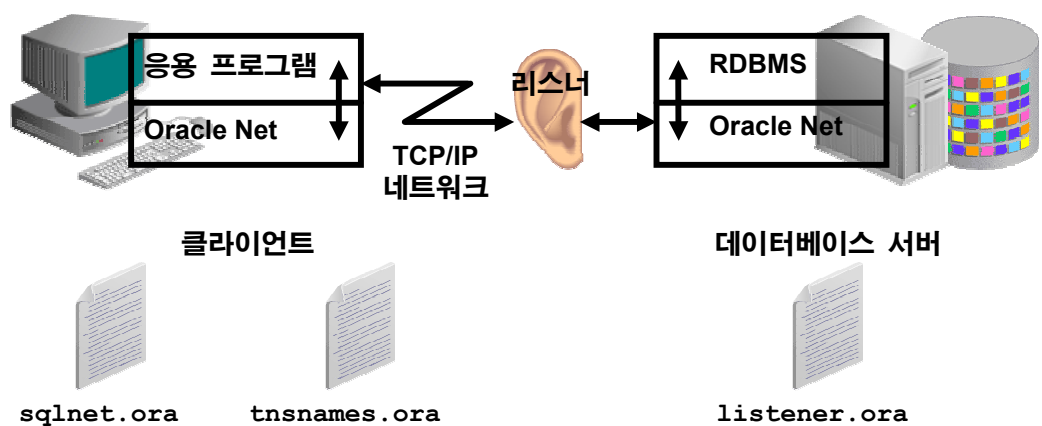 응용 프로그램
Oracle Net
TCP/IP
네트워크
리스너
RDBMS
Oracle Net
클라이언트
데이터베이스 서버
sqlnet.ora
tnsnames.ora
listener.ora